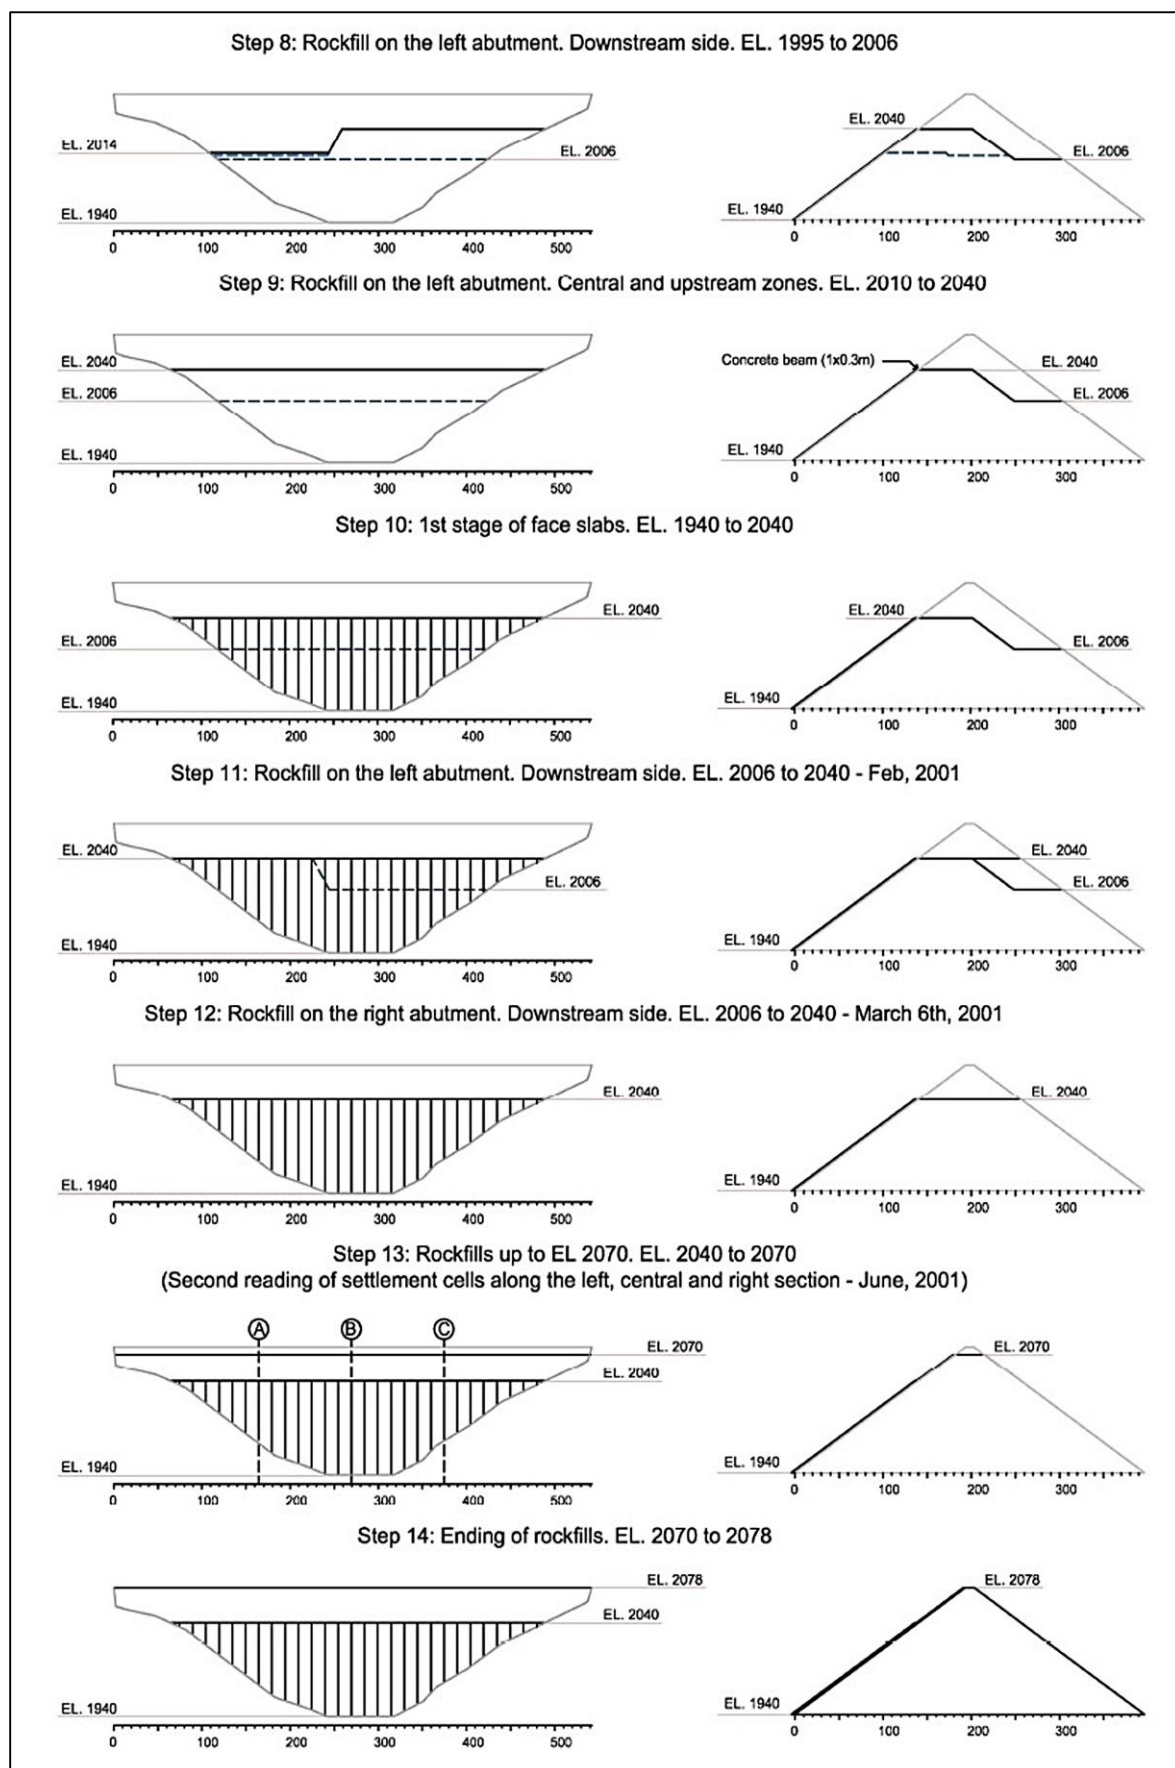 Step 8: Rockfill on the left abutment. Downstream side. EL. 1995 to 2006
EL. 2014
EL. 2006
EL. 1940
0 100 200 300 400 500
EL. 2040
EL. 2006
EL. 1940
0 100 200 300
Step 9: Rockfill on the left abutment. Central and upstream zones. EL. 2010 to 2040
EL. 2040
EL. 2006
EL. 1940
0 100 200 300 400 500
Concrete beam (1x0.3m)
EL. 2040
EL. 2006
EL. 1940
0 100 200 300
Step 10: 1st stage of face slabs. EL. 1940 to 2040
EL. 2040
EL. 2006
EL. 1940
0 100 200 300 400 500
EL. 2040
EL. 2006
EL. 1940
0 100 200 300
Step 11: Rockfill on the left abutment. Downstream side. EL. 2006 to 2040 - Feb, 2001
EL. 2040
EL. 2006
EL. 1940
0 100 200 300 400 500
EL. 2040
EL. 2006
EL. 1940
0 100 200 300
Step 12: Rockfill on the right abutment. Downstream side. EL. 2006 to 2040 - March 6th, 2001
EL. 2040
EL. 1940
0 100 200 300 400 500
EL. 2040
EL. 1940
0 100 200 300
Step 13: Rockfills up to EL 2070. EL. 2040 to 2070
(Second reading of settlement cells along the left, central and right section - June, 2001)
A B C
EL. 2070
EL. 2040
EL. 1940
0 100 200 300 400 500
EL. 2070
EL. 1940
0 100 200 300
Step 14: Ending of rockfills. EL. 2070 to 2078
EL. 2078
EL. 2040
EL. 1940
0 100 200 300 400 500
EL. 2078
EL. 1940
0 100 200 300